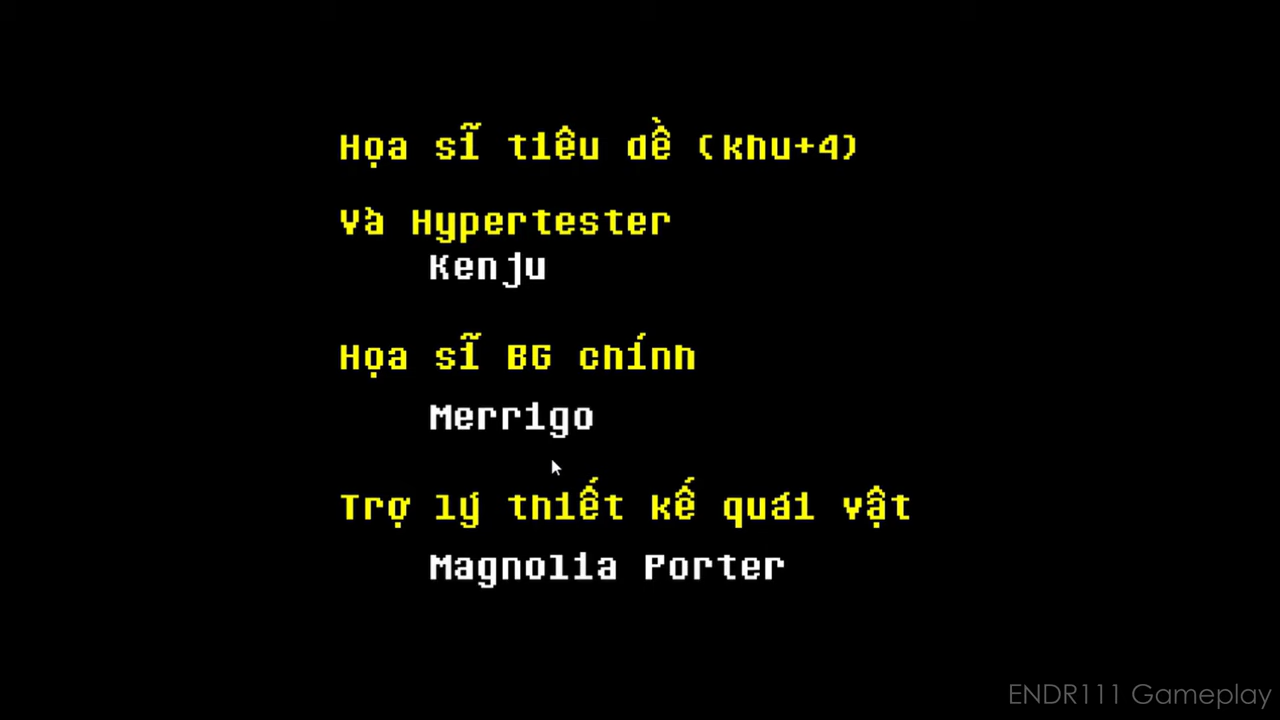 Họa sĩ tiêu dề (khu+4)
Và Hypertester
Kenju
Họa sĩ BG chính
Merrigo
Trợ lý thiết kế quái vật
Magnolia Porter
ENDR111 Gameplay